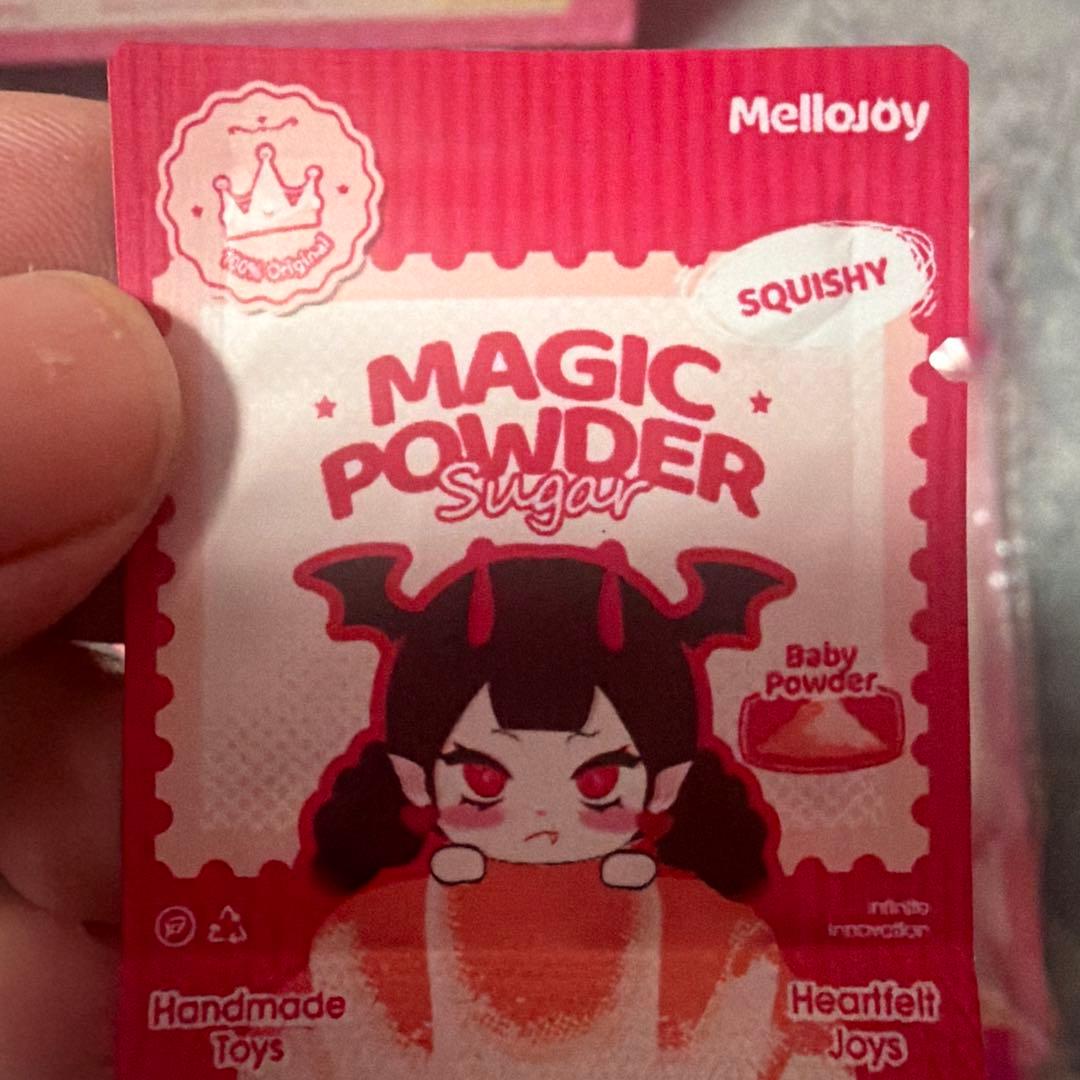 MelloJoy
100% Original
SQUISHY
MAGIC
POWDER
Sugar
Baby
Powder
infinite
innovation
Handmade
Toys
Heartfelt
Joys